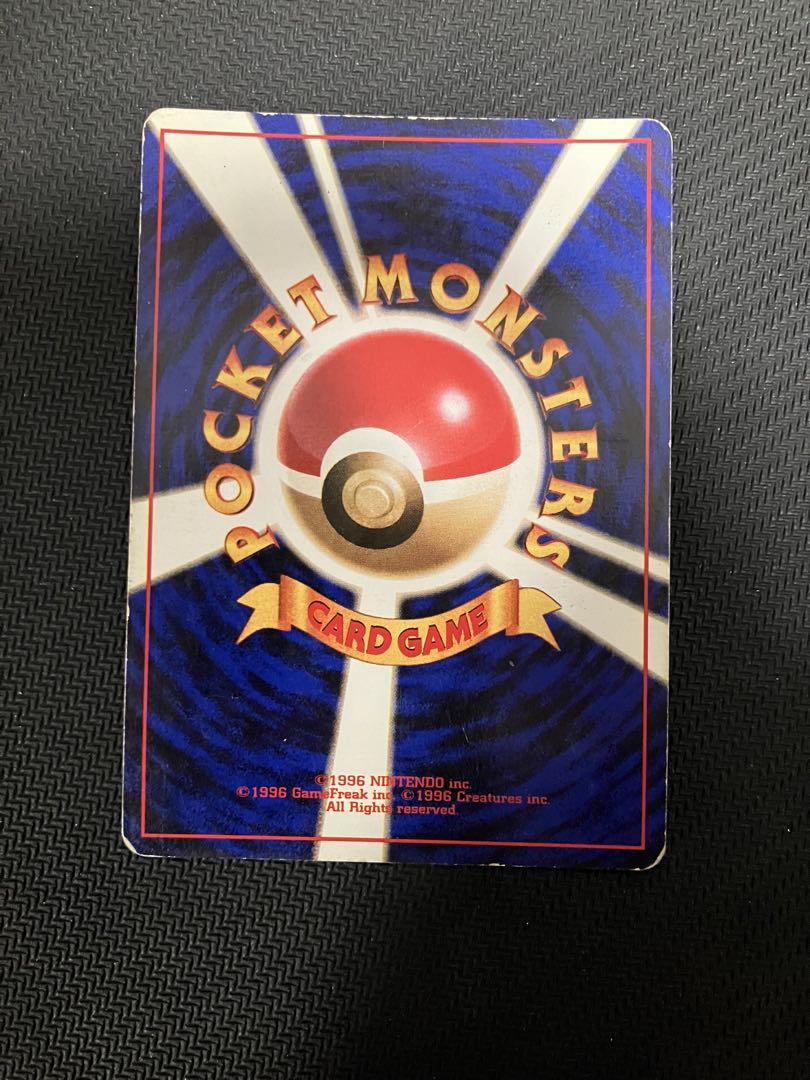 POCKET MONSTERS
CARD GAME
©1996 NINTENDO inc.
©1996 GameFreak inc. ©1996 Creatures inc.
All Rights reserved.